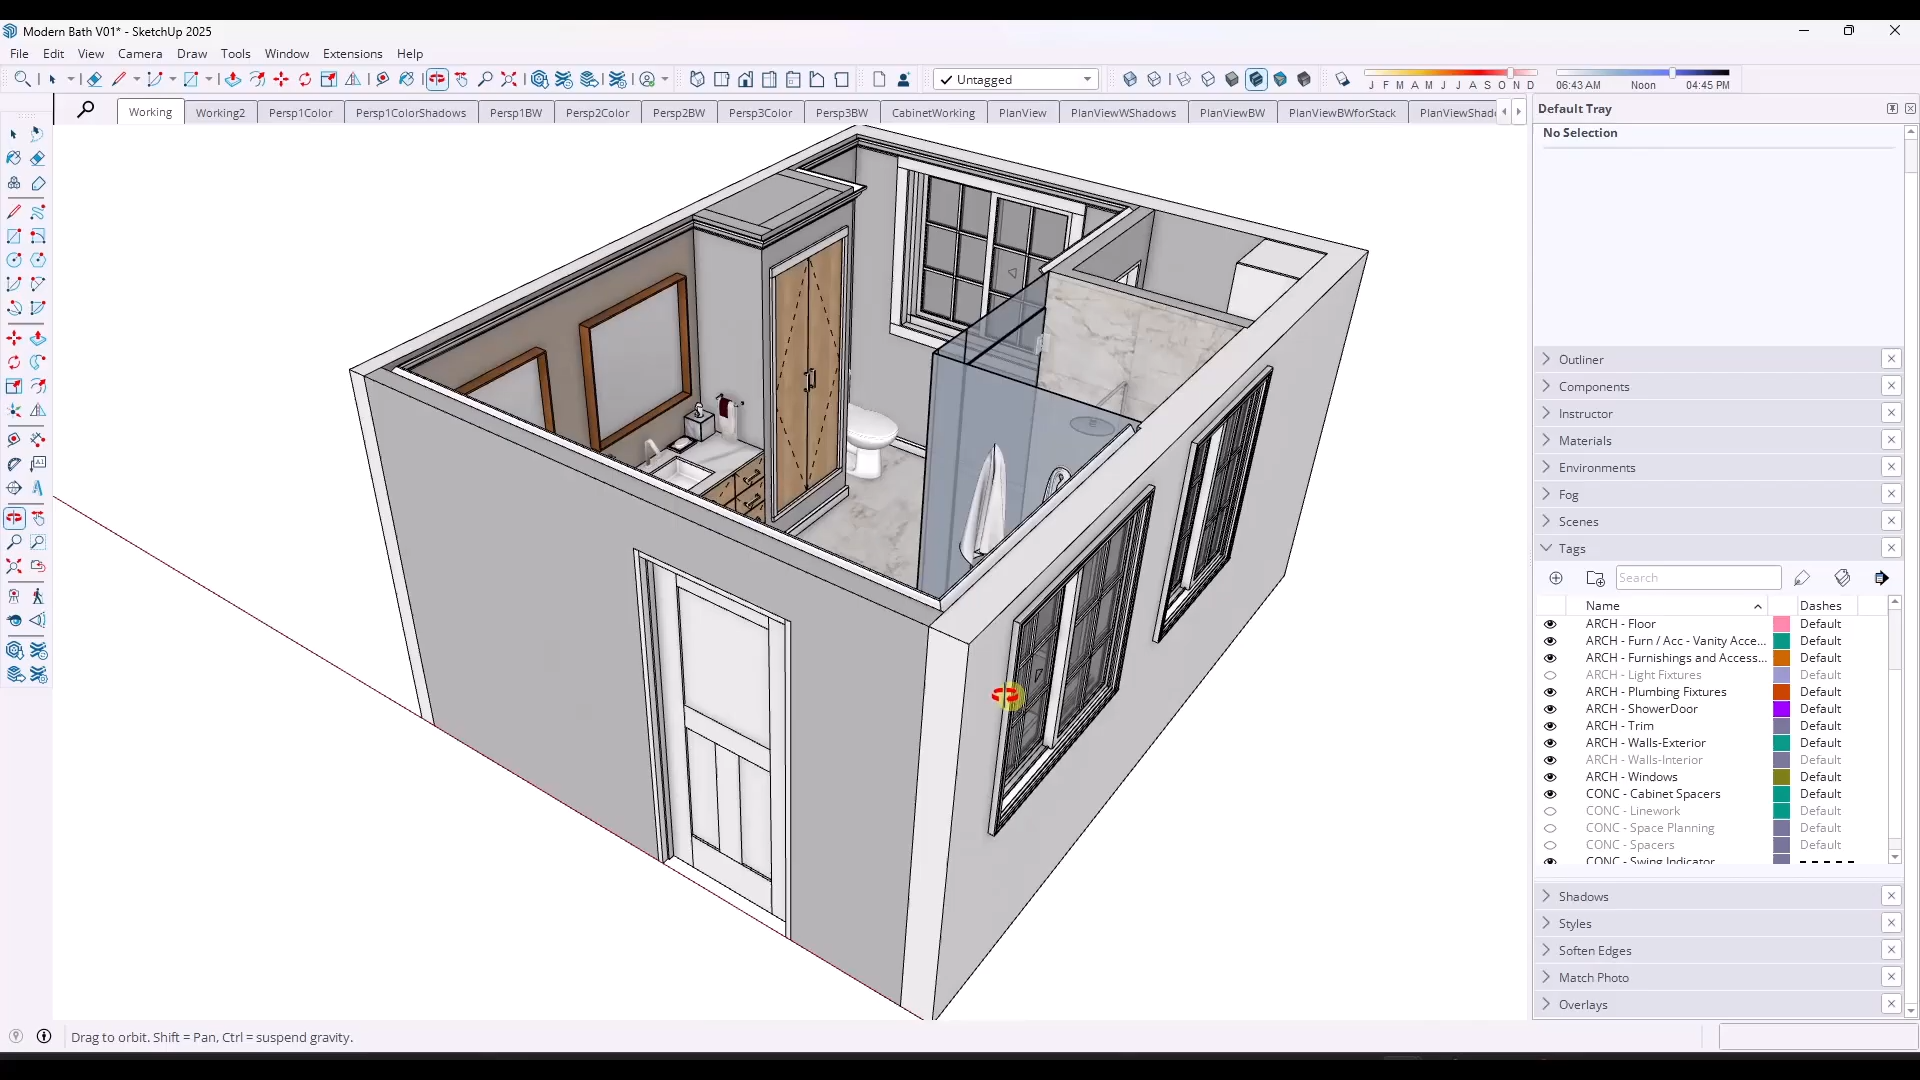 Modern Bath V01* - SketchUp 2025
File Edit View Camera Draw Tools Window Extensions Help
Untagged
J F M A M J J A S O N D
06:43 AM Noon 04:45 PM
Working Working2 Persp1Color Persp1ColorShadows Persp1BW Persp2Color Persp2BW Persp3Color Persp3BW CabinetWorking PlanView PlanViewWShadows PlanViewBW PlanViewBWforStack PlanViewShado
Default Tray
No Selection
Outliner
Components
Instructor
Materials
Environments
Fog
Scenes
Tags
Search
Name Dashes
ARCH - Floor Default
ARCH - Furn / Acc - Vanity Acce... Default
ARCH - Furnishings and Access... Default
ARCH - Light Fixtures Default
ARCH - Plumbing Fixtures Default
ARCH - ShowerDoor Default
ARCH - Trim Default
ARCH - Walls-Exterior Default
ARCH - Walls-Interior Default
ARCH - Windows Default
CONC - Cabinet Spacers Default
CONC - Linework Default
CONC - Space Planning Default
CONC - Spacers Default
CONC - Swing Indicator
Shadows
Styles
Soften Edges
Match Photo
Overlays
Drag to orbit. Shift = Pan, Ctrl = suspend gravity.